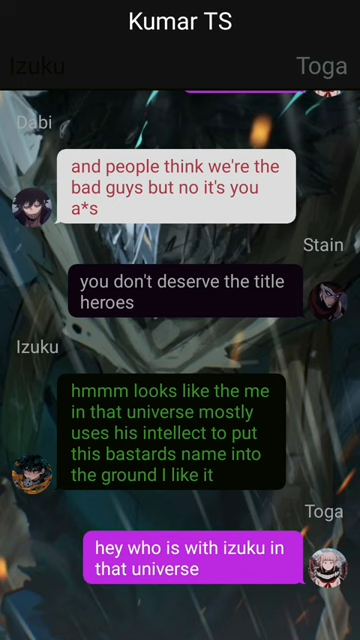 Kumar TS
Izuku
Toga
Dabi
and people think we're the
bad guys but no it's you
a*s
Stain
you don't deserve the title
heroes
Izuku
hmmm looks like the me
in that universe mostly
uses his intellect to put
this bastards name into
the ground I like it
Toga
hey who is with izuku in
that universe